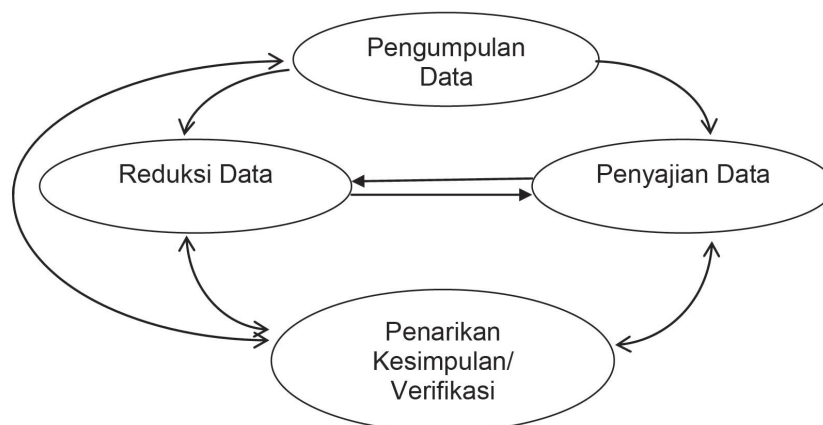 Pengumpulan
Data
Reduksi Data
Penyajian Data
Penarikan
Kesimpulan/
Verifikasi